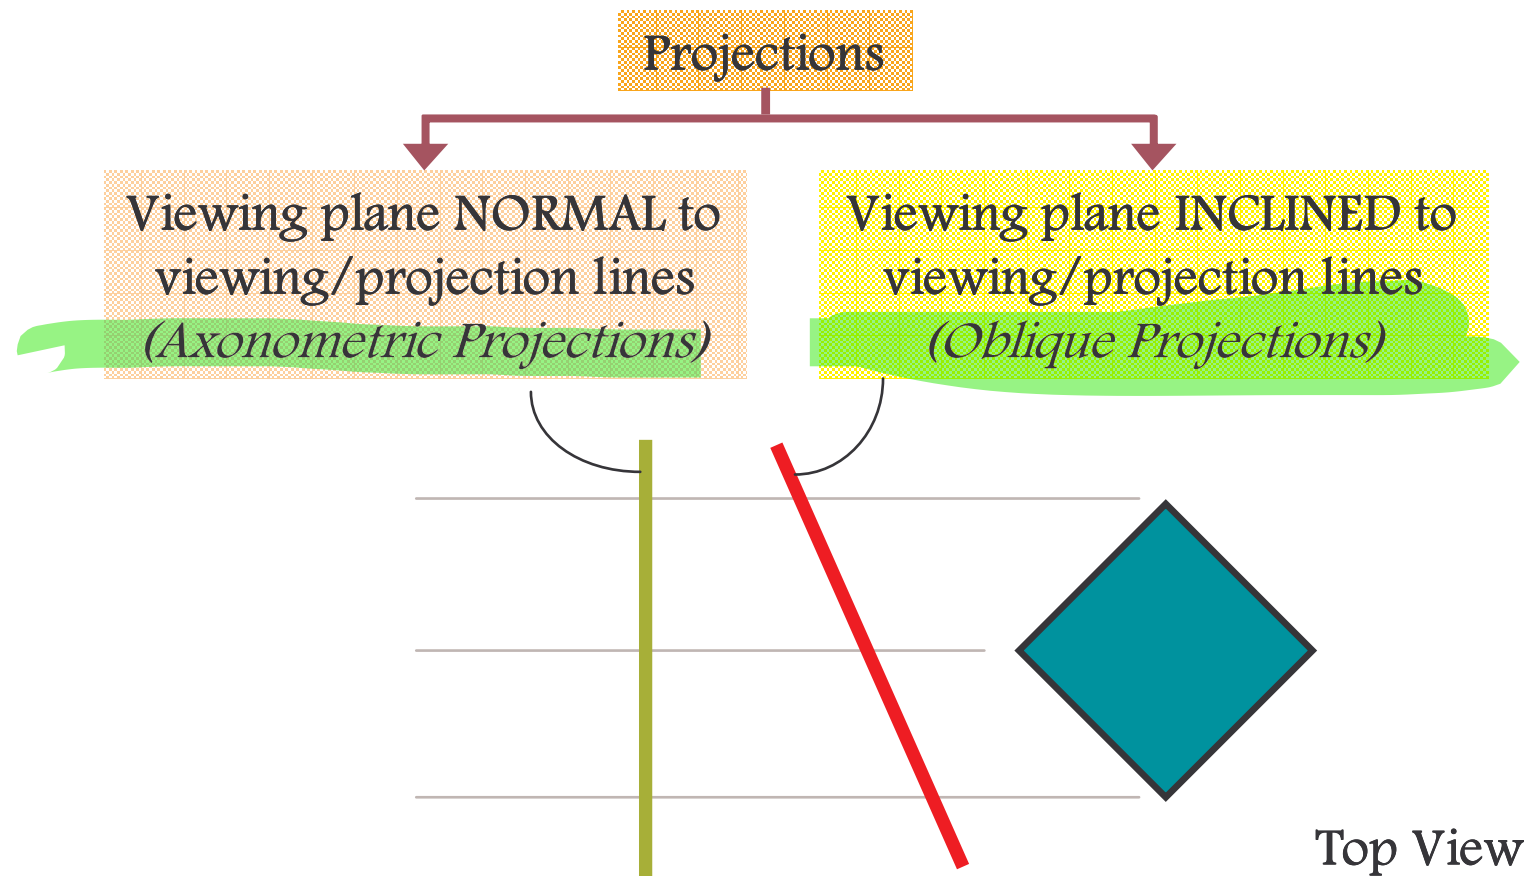 Projections
Viewing plane NORMAL to
viewing/projection lines
(Axonometric Projections)
Viewing plane INCLINED to
viewing/projection lines
(Oblique Projections)
Top View